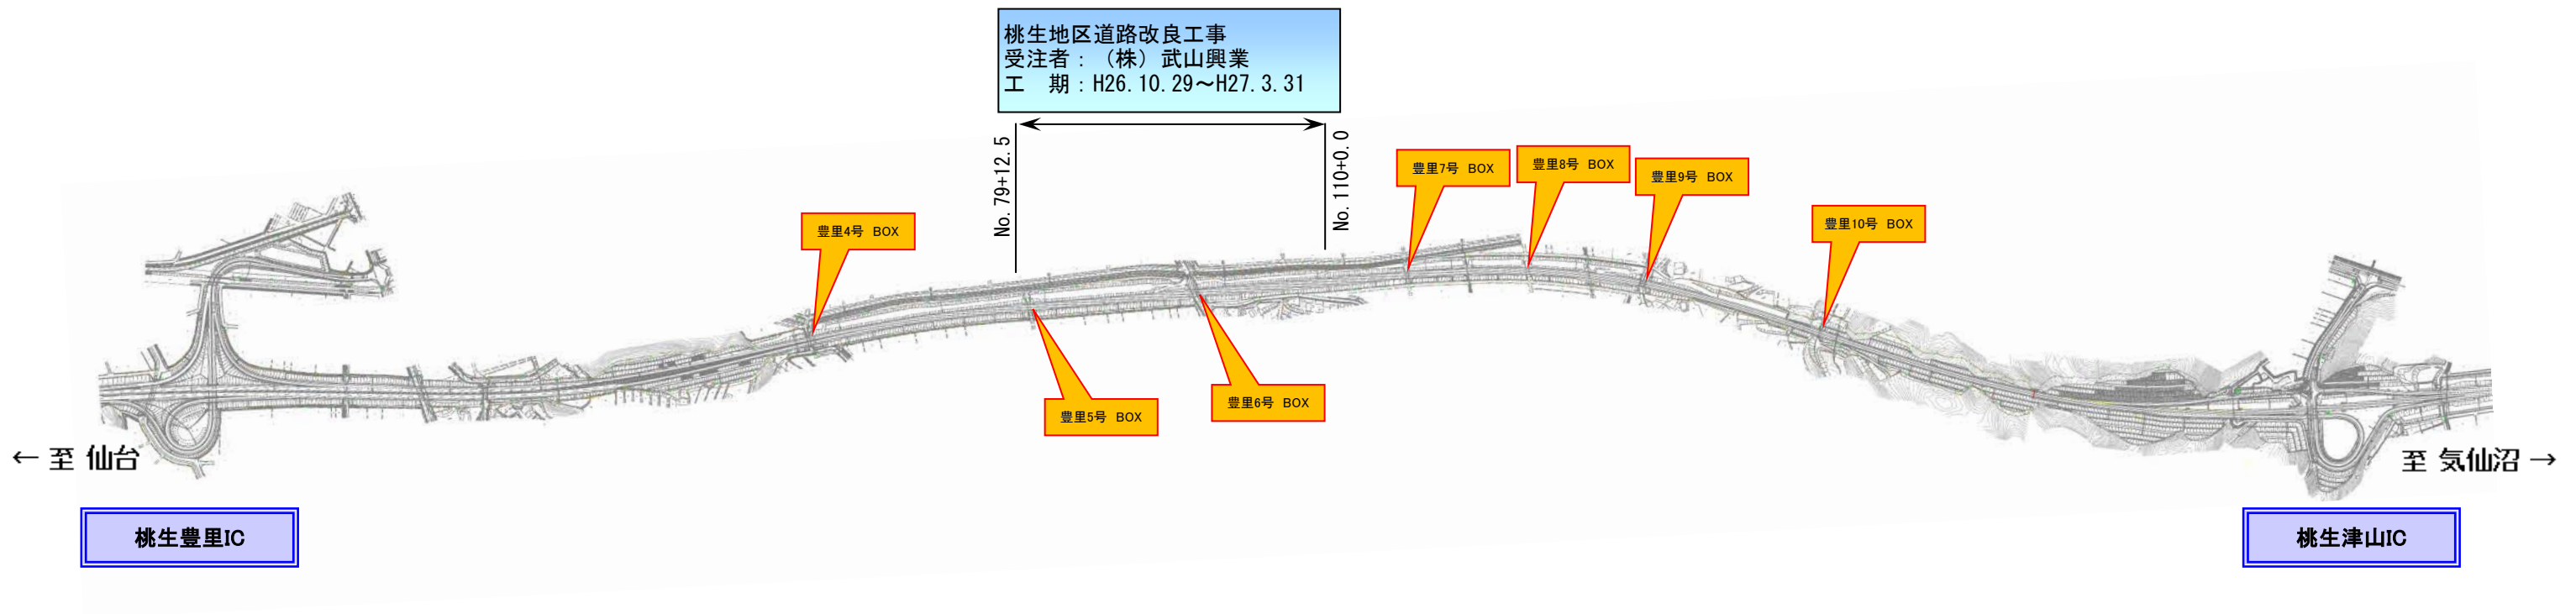 桃生地区道路改良工事
受注者：（株）武山興業
工　期：H26.10.29～H27.3.31
No.79+12.5
No.110+0.0
豊里4号 BOX
豊里7号 BOX
豊里8号 BOX
豊里9号 BOX
豊里10号 BOX
豊里5号 BOX
豊里6号 BOX
← 至 仙台
至 気仙沼 →
桃生豊里IC
桃生津山IC